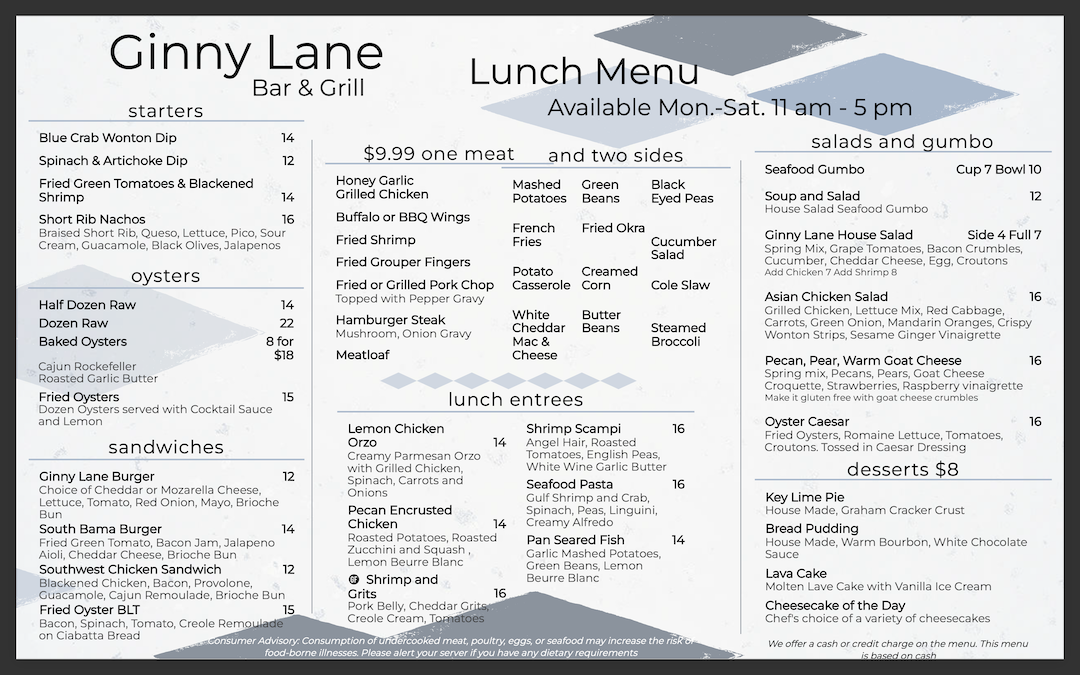 Ginny Lane
Bar & Grill
Lunch Menu
Available Mon.-Sat. 11 am - 5 pm
starters
Blue Crab Wonton Dip 14
Spinach & Artichoke Dip 12
Fried Green Tomatoes & Blackened
Shrimp 14
Short Rib Nachos 16
Braised Short Rib, Queso, Lettuce, Pico, Sour
Cream, Guacamole, Black Olives, Jalapenos
oysters
Half Dozen Raw 14
Dozen Raw 22
Baked Oysters 8 for
$18
Cajun Rockefeller
Roasted Garlic Butter
Fried Oysters 15
Dozen Oysters served with Cocktail Sauce
and Lemon
sandwiches
Ginny Lane Burger 12
Choice of Cheddar or Mozarella Cheese,
Lettuce, Tomato, Red Onion, Mayo, Brioche
Bun
South Bama Burger 14
Fried Green Tomato, Bacon Jam, Jalapeno
Aioli, Cheddar Cheese, Brioche Bun
Southwest Chicken Sandwich 12
Blackened Chicken, Bacon, Provolone,
Guacamole, Cajun Remoulade, Brioche Bun
Fried Oyster BLT 15
Bacon, Spinach, Tomato, Creole Remoulade
on Ciabatta Bread
$9.99 one meat and two sides
Honey Garlic
Grilled Chicken
Buffalo or BBQ Wings
Fried Shrimp
Fried Grouper Fingers
Fried or Grilled Pork Chop
Topped with Pepper Gravy
Hamburger Steak
Mushroom, Onion Gravy
Meatloaf
Mashed
Potatoes
French
Fries
Potato
Casserole
White
Cheddar
Mac &
Cheese
Green
Beans
Fried Okra
Creamed
Corn
Butter
Beans
Black
Eyed Peas
Cucumber
Salad
Cole Slaw
Steamed
Broccoli
lunch entrees
Lemon Chicken
Orzo 14
Creamy Parmesan Orzo
with Grilled Chicken,
Spinach, Carrots and
Onions
Pecan Encrusted
Chicken 14
Roasted Potatoes, Roasted
Zucchini and Squash ,
Lemon Beurre Blanc
Shrimp and
Grits 16
Pork Belly, Cheddar Grits,
Creole Cream, Tomatoes
Shrimp Scampi 16
Angel Hair, Roasted
Tomatoes, English Peas,
White Wine Garlic Butter
Seafood Pasta 16
Gulf Shrimp and Crab,
Spinach, Peas, Linguini,
Creamy Alfredo
Pan Seared Fish 14
Garlic Mashed Potatoes,
Green Beans, Lemon
Beurre Blanc
Consumer Advisory: Consumption of undercooked meat, poultry, eggs, or seafood may increase the risk of
food-borne illnesses. Please alert your server if you have any dietary requirements
salads and gumbo
Seafood Gumbo Cup 7 Bowl 10
Soup and Salad 12
House Salad Seafood Gumbo
Ginny Lane House Salad Side 4 Full 7
Spring Mix, Grape Tomatoes, Bacon Crumbles,
Cucumber, Cheddar Cheese, Egg, Croutons
Add Chicken 7 Add Shrimp 8
Asian Chicken Salad 16
Grilled Chicken, Lettuce Mix, Red Cabbage,
Carrots, Green Onion, Mandarin Oranges, Crispy
Wonton Strips, Sesame Ginger Vinaigrette
Pecan, Pear, Warm Goat Cheese 16
Spring mix, Pecans, Pears, Goat Cheese
Croquette, Strawberries, Raspberry vinaigrette
Make it gluten free with goat cheese crumbles
Oyster Caesar 16
Fried Oysters, Romaine Lettuce, Tomatoes,
Croutons. Tossed in Caesar Dressing
desserts $8
Key Lime Pie
House Made, Graham Cracker Crust
Bread Pudding
House Made, Warm Bourbon, White Chocolate
Sauce
Lava Cake
Molten Lave Cake with Vanilla Ice Cream
Cheesecake of the Day
Chef's choice of a variety of cheesecakes
We offer a cash or credit charge on the menu. This menu
is based on cash